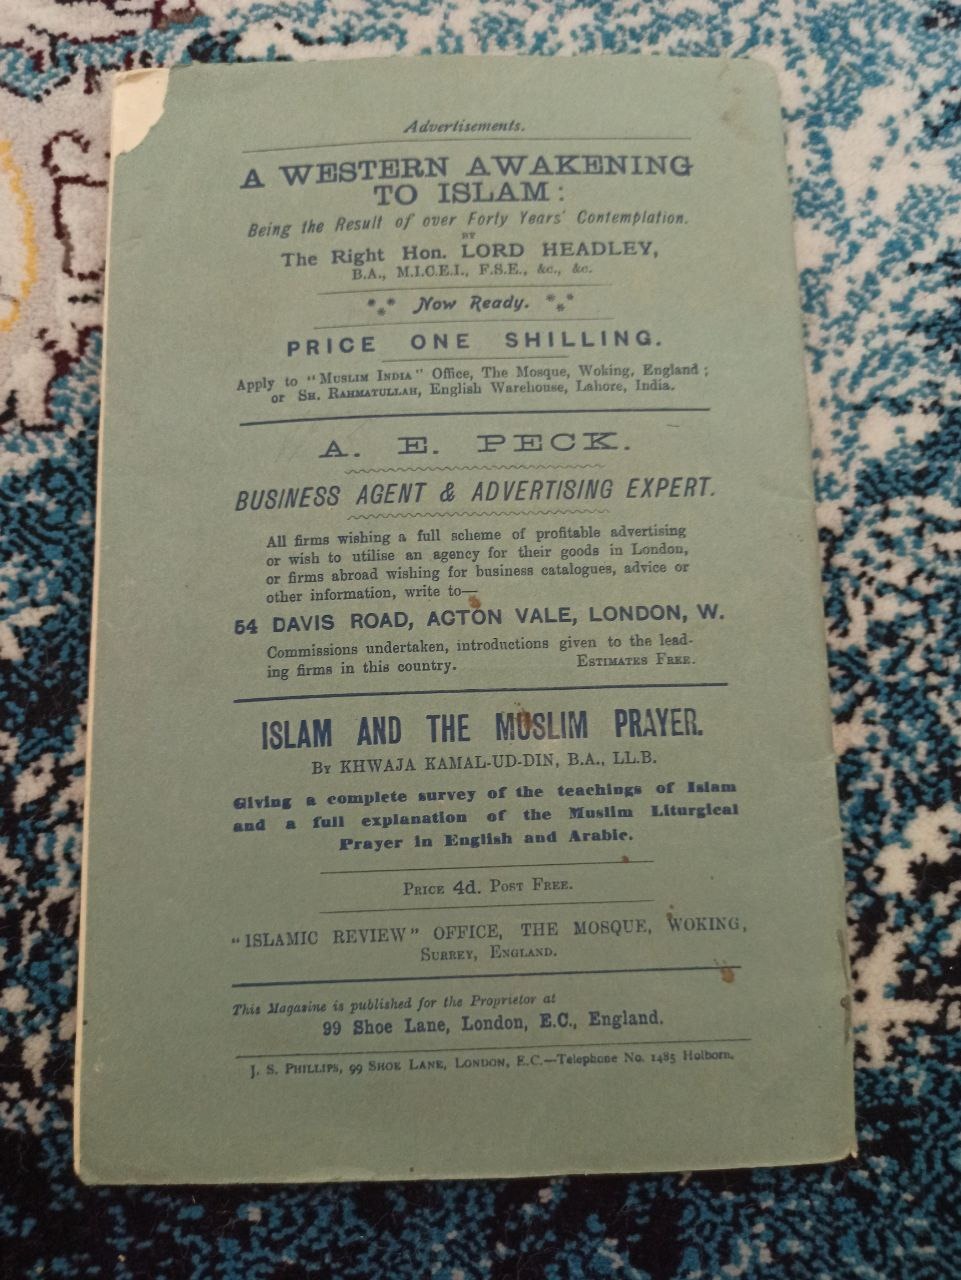 Advertisements.
A WESTERN AWAKENING
TO ISLAM:
Being the Result of over Forty Years' Contemplation.
BY
The Right Hon. LORD HEADLEY,
B.A., M.I.C.E.I., F.S.E., &c., &c.
*** Now Ready. ***
PRICE ONE SHILLING.
Apply to "MUSLIM INDIA" Office, The Mosque, Woking, England;
or SH. RAHMATULLAH, English Warehouse, Lahore, India.
A. E. PECK.
BUSINESS AGENT & ADVERTISING EXPERT.
All firms wishing a full scheme of profitable advertising
or wish to utilise an agency for their goods in London,
or firms abroad wishing for business catalogues, advice or
other information, write to—
54 DAVIS ROAD, ACTON VALE, LONDON, W.
Commissions undertaken, introductions given to the lead-
ing firms in this country. ESTIMATES FREE.
ISLAM AND THE MUSLIM PRAYER.
BY KHWAJA KAMAL-UD-DIN, B.A., LL.B.
Giving a complete survey of the teachings of Islam
and a full explanation of the Muslim Liturgical
Prayer in English and Arabic.
PRICE 4d. POST FREE.
"ISLAMIC REVIEW" OFFICE, THE MOSQUE, WOKING,
SURREY, ENGLAND.
This Magazine is published for the Proprietor at
99 Shoe Lane, London, E.C., England.
J. S. PHILLIPS, 99 SHOE LANE, LONDON, E.C.—Telephone No. 1485 Holborn.